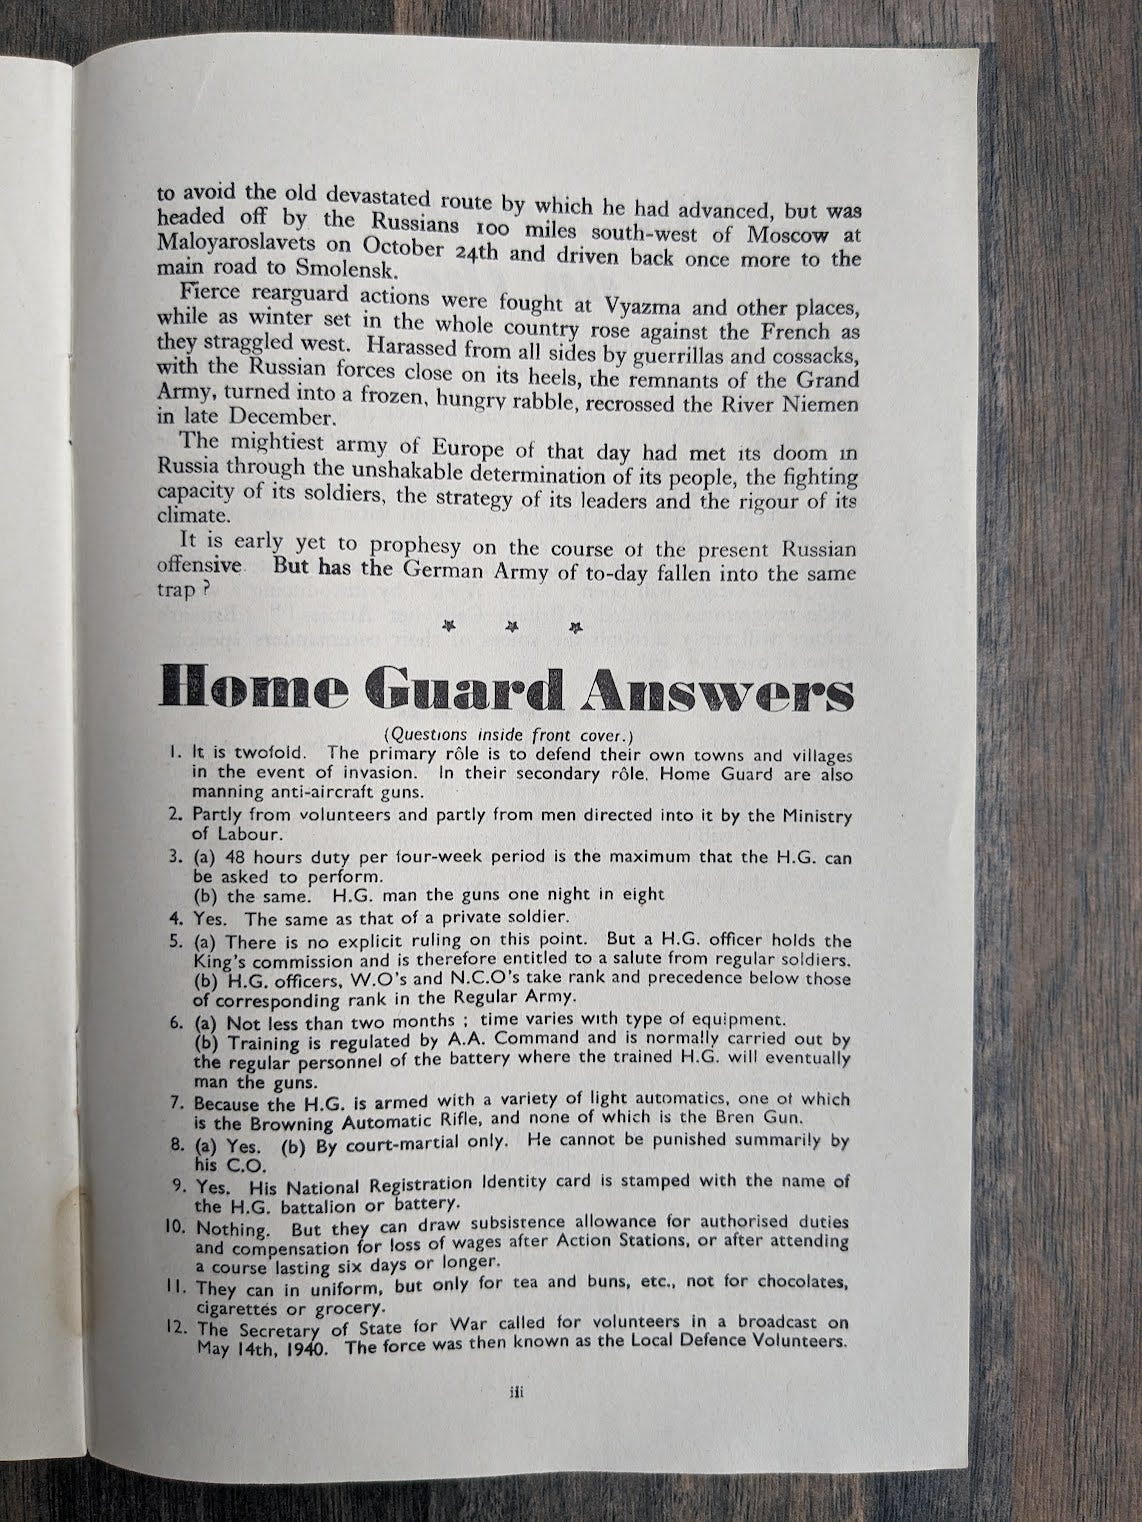 to avoid the old devastated route by which he had advanced, but was
headed off by the Russians 100 miles south-west of Moscow at
Maloyaroslavets on October 24th and driven back once more to the
main road to Smolensk.
Fierce rearguard actions were fought at Vyazma and other places,
while as winter set in the whole country rose against the French as
they straggled west. Harassed from all sides by guerrillas and cossacks,
with the Russian forces close on its heels, the remnants of the Grand
Army, turned into a frozen, hungry rabble, recrossed the River Niemen
in late December.
The mightiest army of Europe of that day had met its doom in
Russia through the unshakable determination of its people, the fighting
capacity of its soldiers, the strategy of its leaders and the rigour of its
climate.
It is early yet to prophesy on the course of the present Russian
offensive. But has the German Army of to-day fallen into the same
trap ?
Home Guard Answers
(Questions inside front cover.)
1. It is twofold. The primary rôle is to defend their own towns and villages
in the event of invasion. In their secondary rôle, Home Guard are also
manning anti-aircraft guns.
2. Partly from volunteers and partly from men directed into it by the Ministry
of Labour.
3. (a) 48 hours duty per four-week period is the maximum that the H.G. can
be asked to perform.
(b) the same. H.G. man the guns one night in eight
4. Yes. The same as that of a private soldier.
5. (a) There is no explicit ruling on this point. But a H.G. officer holds the
King's commission and is therefore entitled to a salute from regular soldiers.
(b) H.G. officers, W.O's and N.C.O's take rank and precedence below those
of corresponding rank in the Regular Army.
6. (a) Not less than two months ; time varies with type of equipment.
(b) Training is regulated by A.A. Command and is normally carried out by
the regular personnel of the battery where the trained H.G. will eventually
man the guns.
7. Because the H.G. is armed with a variety of light automatics, one of which
is the Browning Automatic Rifle, and none of which is the Bren Gun.
8. (a) Yes. (b) By court-martial only. He cannot be punished summarily by
his C.O.
9. Yes. His National Registration Identity card is stamped with the name of
the H.G. battalion or battery.
10. Nothing. But they can draw subsistence allowance for authorised duties
and compensation for loss of wages after Action Stations, or after attending
a course lasting six days or longer.
11. They can in uniform, but only for tea and buns, etc., not for chocolates,
cigarettes or grocery.
12. The Secretary of State for War called for volunteers in a broadcast on
May 14th, 1940. The force was then known as the Local Defence Volunteers.
iii